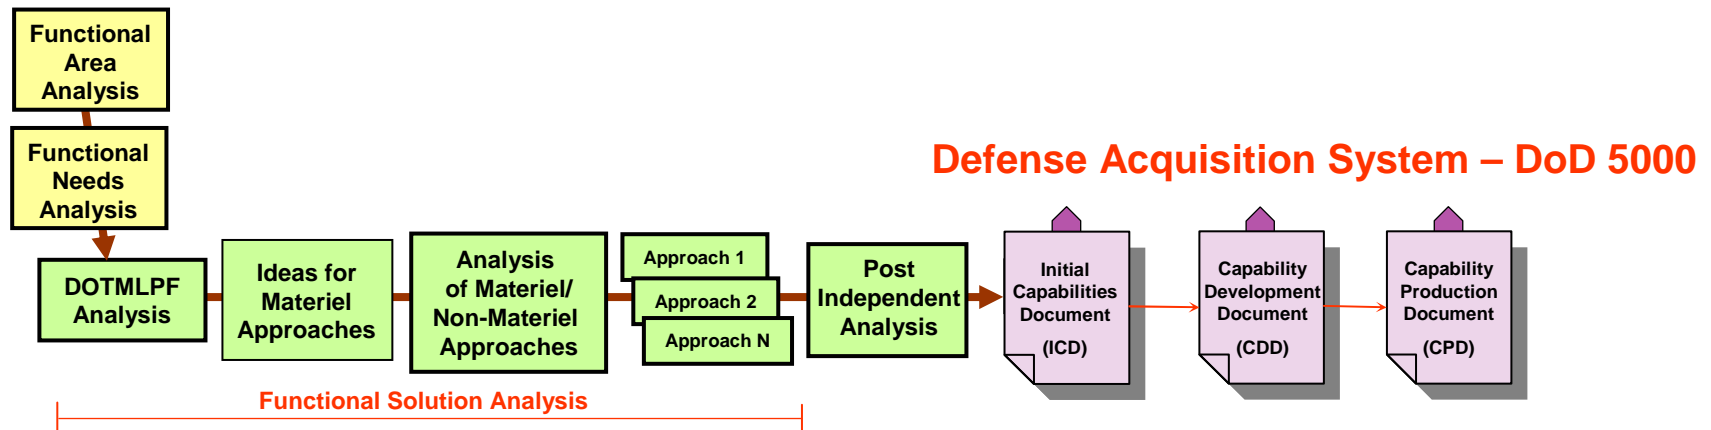 Functional
Area
Analysis
Functional
Needs
Analysis
Defense Acquisition System – DoD 5000
DOTMLPF
Analysis
Ideas for
Materiel
Approaches
Analysis
of Materiel/
Non-Materiel
Approaches
Approach 1
Approach 2
Approach N
Post
Independent
Analysis
Initial
Capabilities
Document
(ICD)
Capability
Development
Document
(CDD)
Capability
Production
Document
(CPD)
Functional Solution Analysis